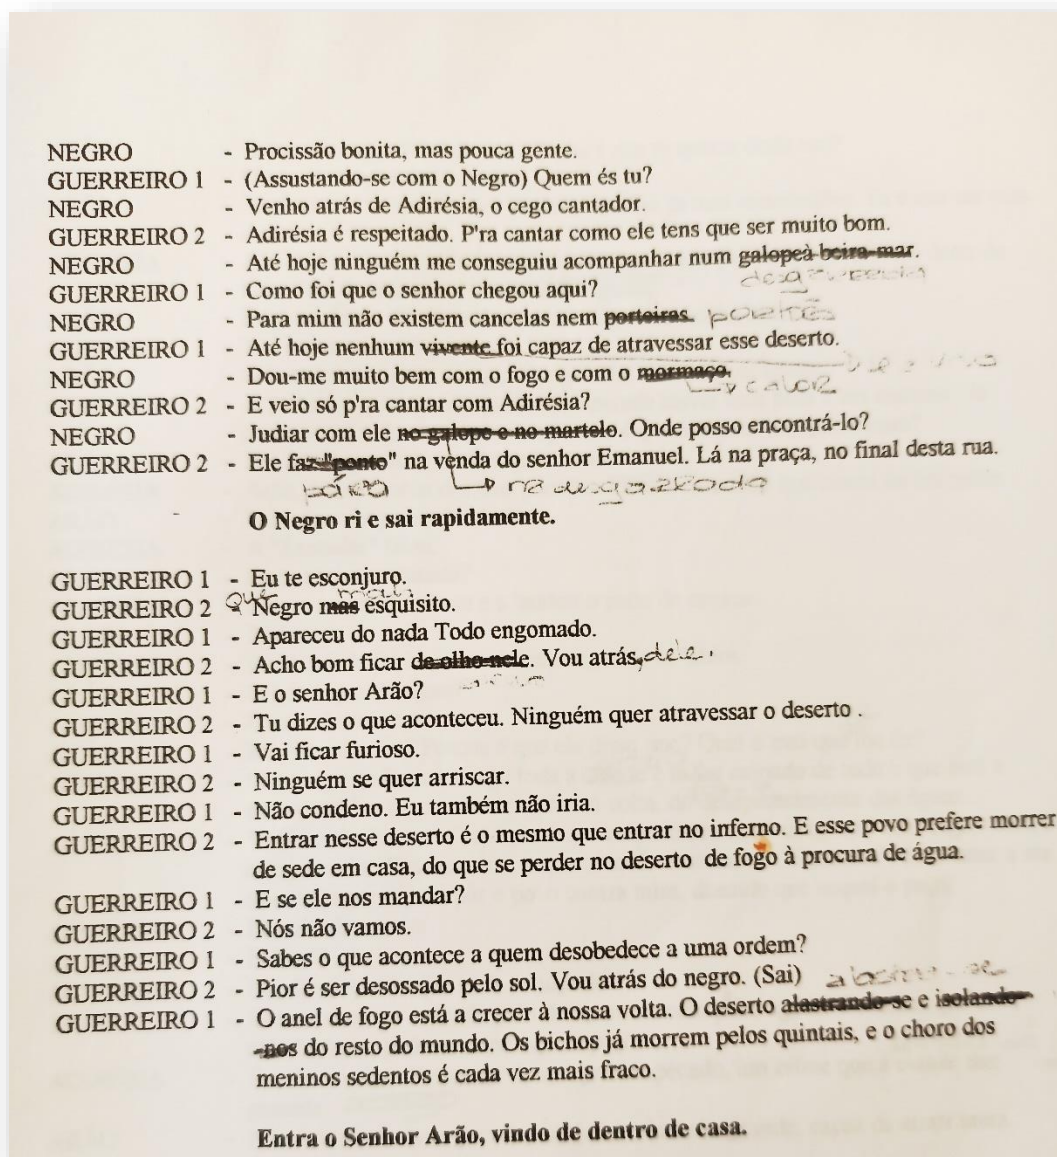 NEGRO - Procissão bonita, mas pouca gente.
GUERREIRO 1 - (Assustando-se com o Negro) Quem és tu?
NEGRO - Venho atrás de Adirésia, o cego cantador.
GUERREIRO 2 - Adirésia é respeitado. P'ra cantar como ele tens que ser muito bom.
NEGRO - Até hoje ninguém me conseguiu acompanhar num galopeà beira-mar.
GUERREIRO 1 - Como foi que o senhor chegou aqui?
NEGRO - Para mim não existem cancelas nem porteiras.
GUERREIRO 1 - Até hoje nenhum vivente foi capaz de atravessar esse deserto.
NEGRO - Dou-me muito bem com o fogo e com o mormaço.
calor
GUERREIRO 2 - E veio só p'ra cantar com Adirésia?
NEGRO - Judiar com ele no galope e no martelo. Onde posso encontrá-lo?
GUERREIRO 2 - Ele faz "ponto" na venda do senhor Emanuel. Lá na praça, no final desta rua.
na desgarrada
O Negro ri e sai rapidamente.
GUERREIRO 1 - Eu te esconjuro.
que mais
GUERREIRO 2 - Negro mas esquisito.
GUERREIRO 1 - Apareceu do nada Todo engomado.
GUERREIRO 2 - Acho bom ficar de olho nele. Vou atrás, dele.
GUERREIRO 1 - E o senhor Arão?
GUERREIRO 2 - Tu dizes o que aconteceu. Ninguém quer atravessar o deserto .
GUERREIRO 1 - Vai ficar furioso.
GUERREIRO 2 - Ninguém se quer arriscar.
GUERREIRO 1 - Não condeno. Eu também não iria.
GUERREIRO 2 - Entrar nesse deserto é o mesmo que entrar no inferno. E esse povo prefere morrer
de sede em casa, do que se perder no deserto de fogo à procura de água.
GUERREIRO 1 - E se ele nos mandar?
GUERREIRO 2 - Nós não vamos.
GUERREIRO 1 - Sabes o que acontece a quem desobedece a uma ordem?
GUERREIRO 2 - Pior é ser desossado pelo sol. Vou atrás do negro. (Sai)
GUERREIRO 1 - O anel de fogo está a crecer à nossa volta. O deserto alastrando-se e isolando-
-nos do resto do mundo. Os bichos já morrem pelos quintais, e o choro dos
meninos sedentos é cada vez mais fraco.
Entra o Senhor Arão, vindo de dentro de casa.